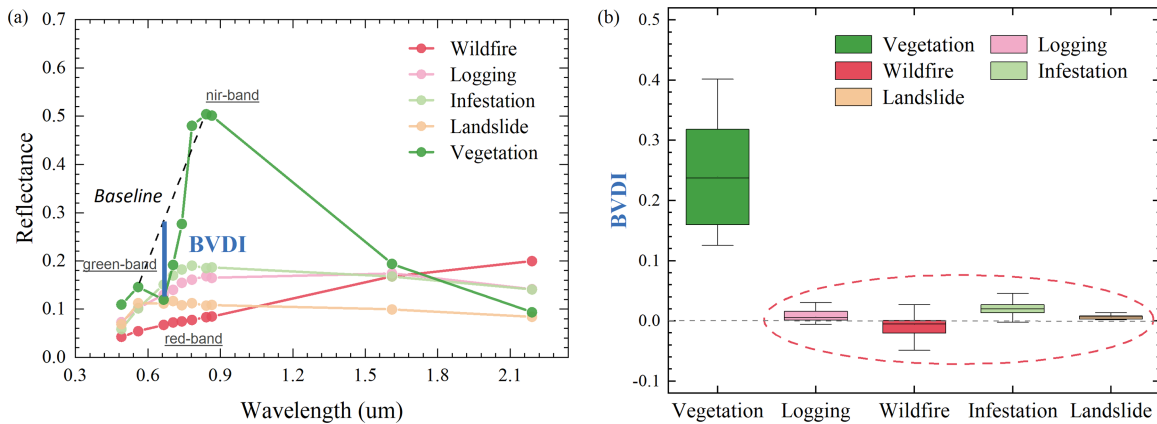 (a)
0.7
0.6
0.5
0.4
0.3
0.2
0.1
0.0
Reflectance
Wildfire
Logging
Infestation
Landslide
Vegetation
nir-band
Baseline
BVDI
green-band
red-band
0.3 0.6 0.9 1.2 1.5 1.8 2.1
Wavelength (um)
(b)
0.5
0.4
0.3
0.2
0.1
0.0
-0.1
BVDI
Vegetation Logging
Wildfire Infestation
Landslide
Vegetation Logging Wildfire Infestation Landslide